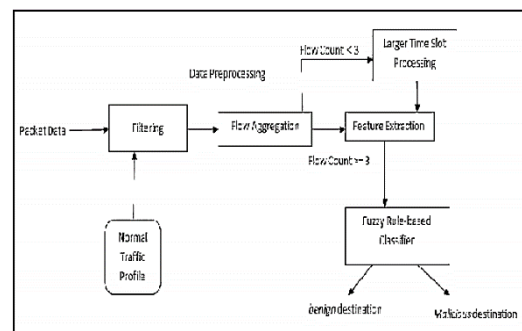 Flow Count < 3
Larger Time Slot
Processing
Data Preprocessing
Packet Data
Filtering
Flow Aggregation
Feature Extraction
Flow Count >= 3
Normal
Traffic
Profile
Fuzzy Rule-based
Classifier
benign destination
Malicious destination